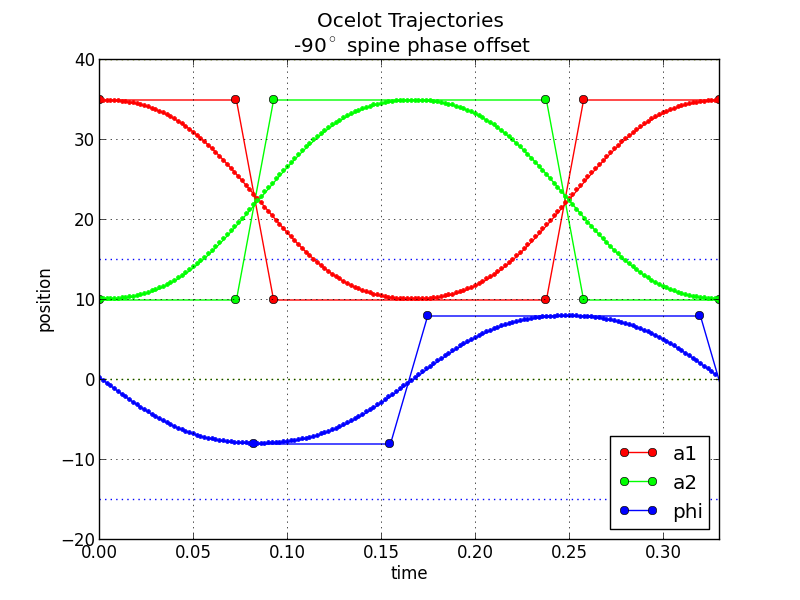 Ocelot Trajectories
-90° spine phase offset
40
30
20
10
0
−10
−20
position
0.00 0.05 0.10 0.15 0.20 0.25 0.30
time
a1
a2
phi